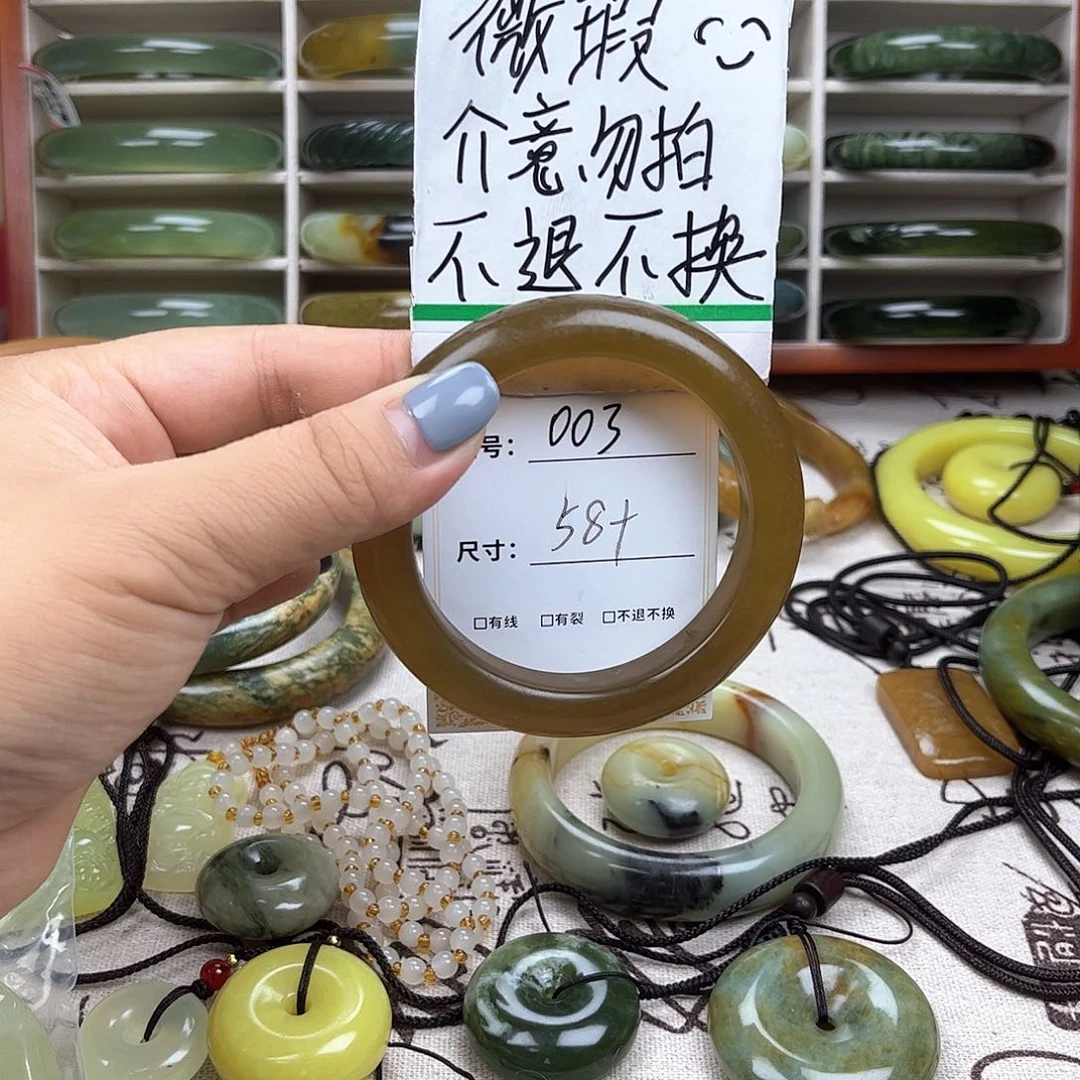 微瑕
介意勿拍
不退不换
号: 003
尺寸: 58+
□有线 □有裂 □不退不换